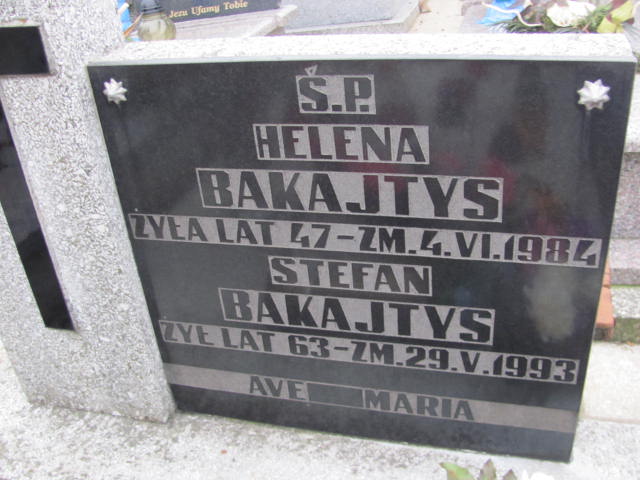 Jezu Ufamy Tobie
Ś.P.
HELENA
BAKAJTYS
ŻYŁA LAT 47-ZM.4.VI.1984
STEFAN
BAKAJTYS
ŻYŁ LAT 63-ZM.29.V.1993
AVE MARIA